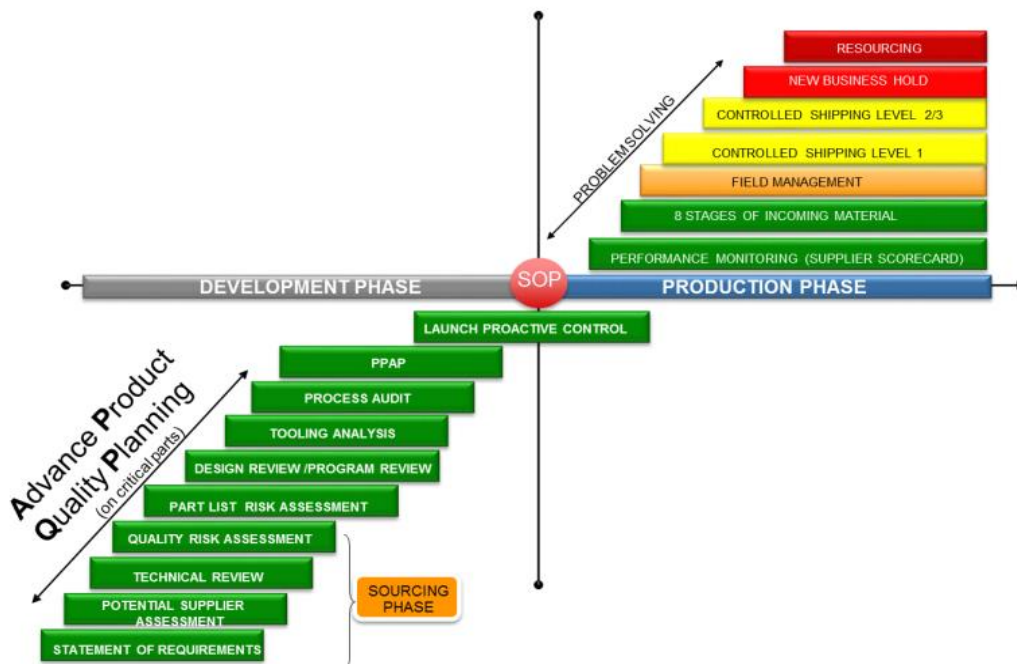 RESOURCING
NEW BUSINESS HOLD
CONTROLLED SHIPPING LEVEL 2/3
CONTROLLED SHIPPING LEVEL 1
FIELD MANAGEMENT
8 STAGES OF INCOMING MATERIAL
PERFORMANCE MONITORING (SUPPLIER SCORECARD)
PROBLEM SOLVING
DEVELOPMENT PHASE
SOP
PRODUCTION PHASE
LAUNCH PROACTIVE CONTROL
PPAP
PROCESS AUDIT
TOOLING ANALYSIS
DESIGN REVIEW /PROGRAM REVIEW
PART LIST RISK ASSESSMENT
QUALITY RISK ASSESSMENT
TECHNICAL REVIEW
POTENTIAL SUPPLIER
ASSESSMENT
STATEMENT OF REQUIREMENTS
Advance Product
Quality Planning
(on critical parts)
SOURCING
PHASE